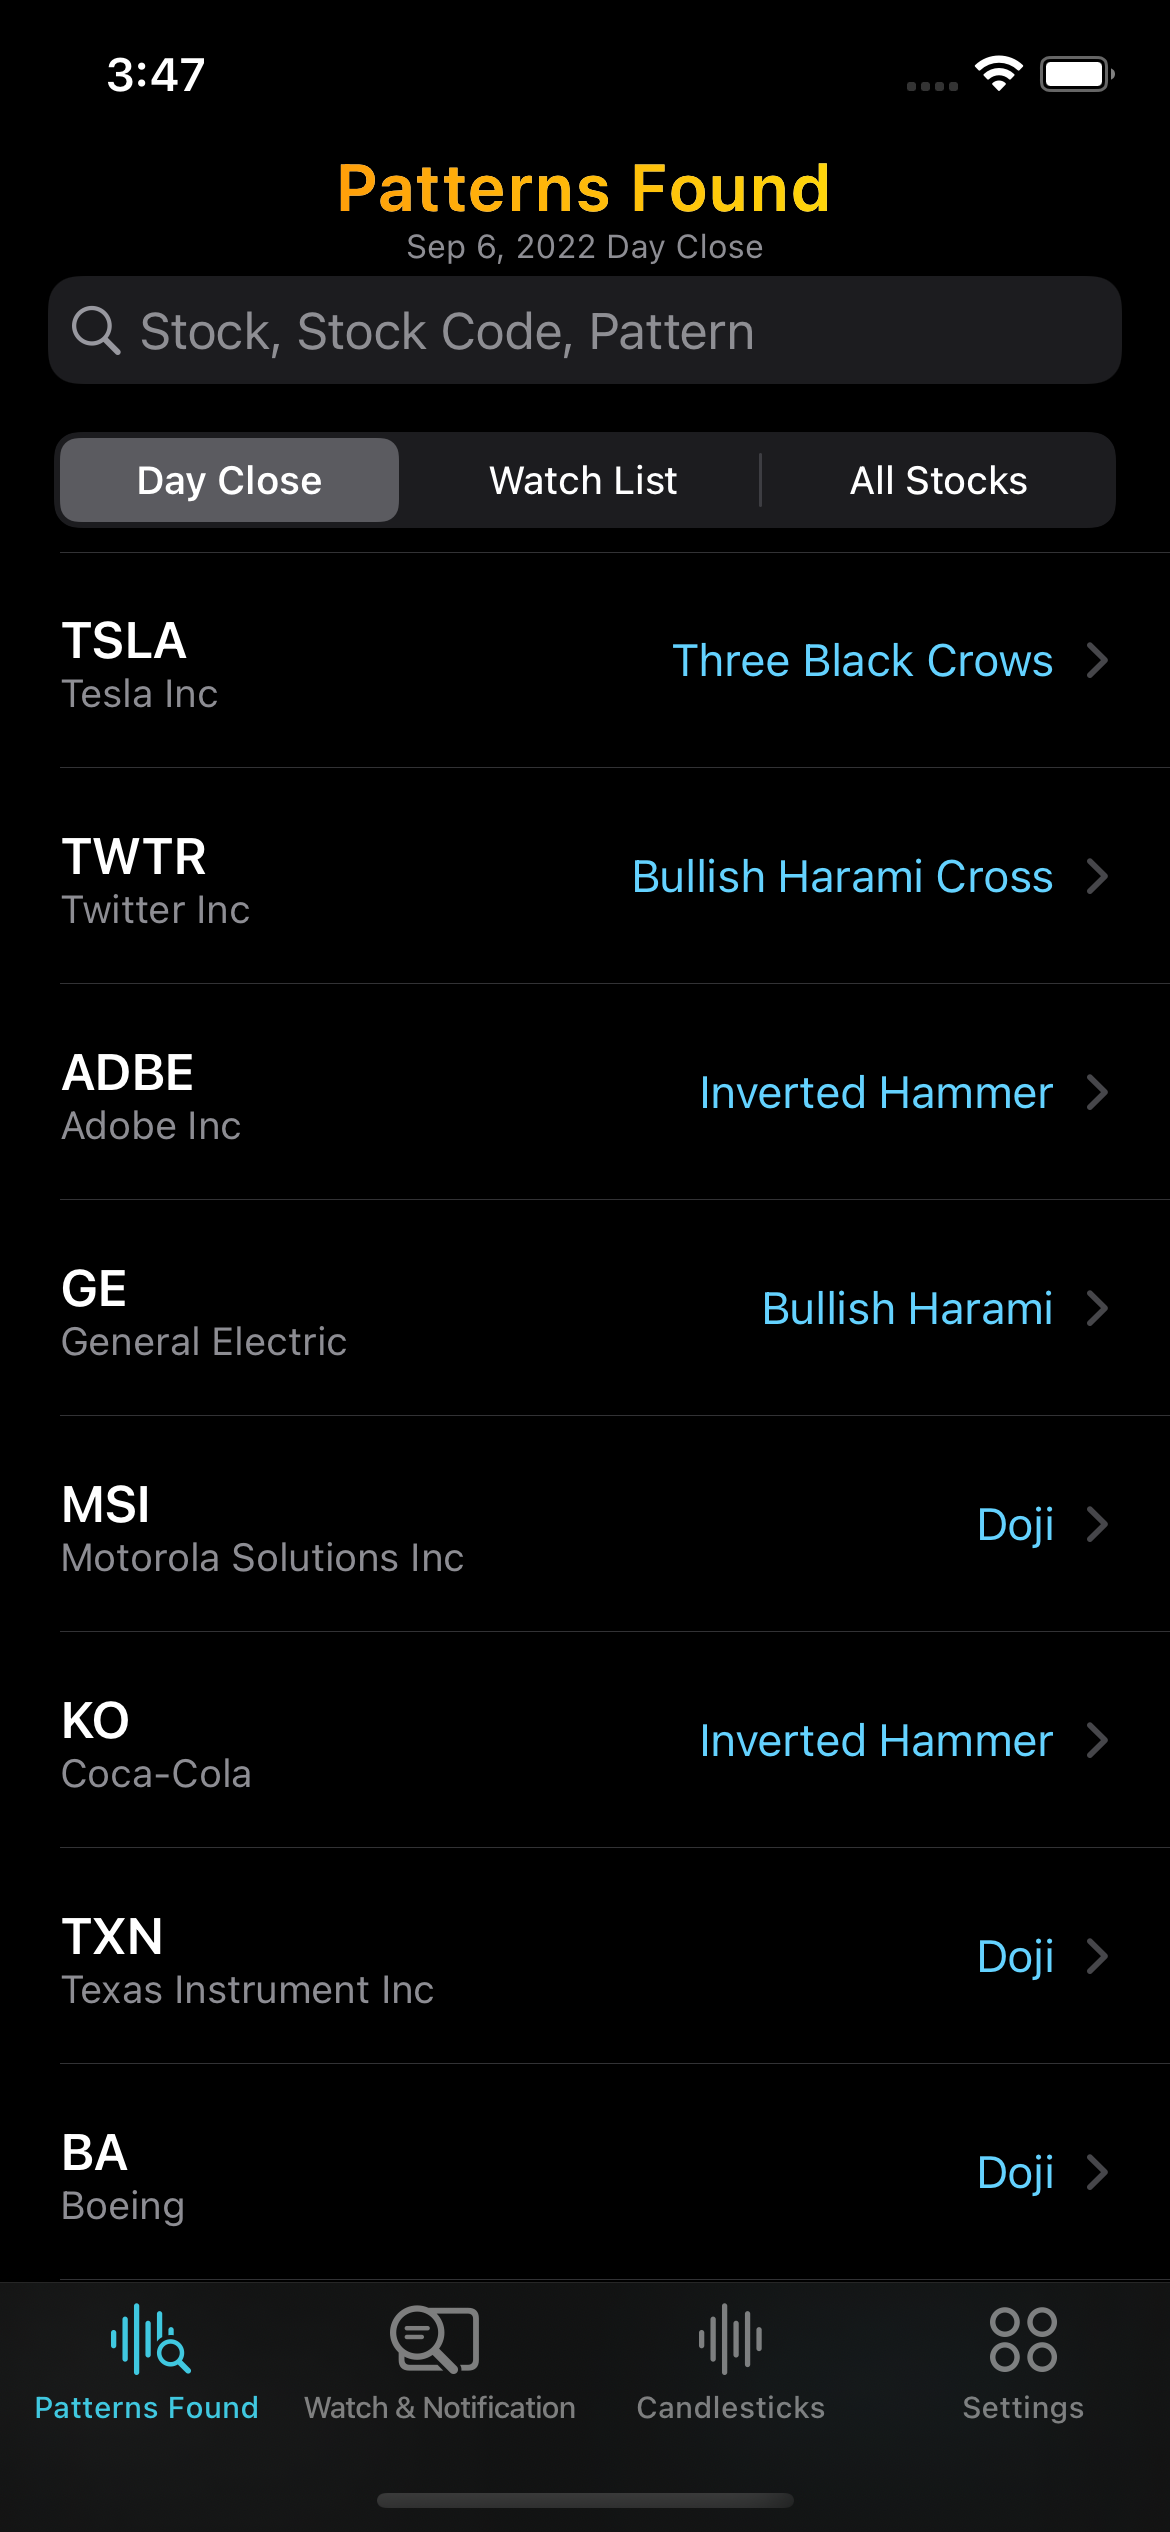 3:47
Patterns Found
Sep 6, 2022 Day Close
Stock, Stock Code, Pattern
Day Close
Watch List
All Stocks
TSLA
Tesla Inc
Three Black Crows
TWTR
Twitter Inc
Bullish Harami Cross
ADBE
Adobe Inc
Inverted Hammer
GE
General Electric
Bullish Harami
MSI
Motorola Solutions Inc
Doji
KO
Coca-Cola
Inverted Hammer
TXN
Texas Instrument Inc
Doji
BA
Boeing
Doji
Patterns Found
Watch & Notification
Candlesticks
Settings